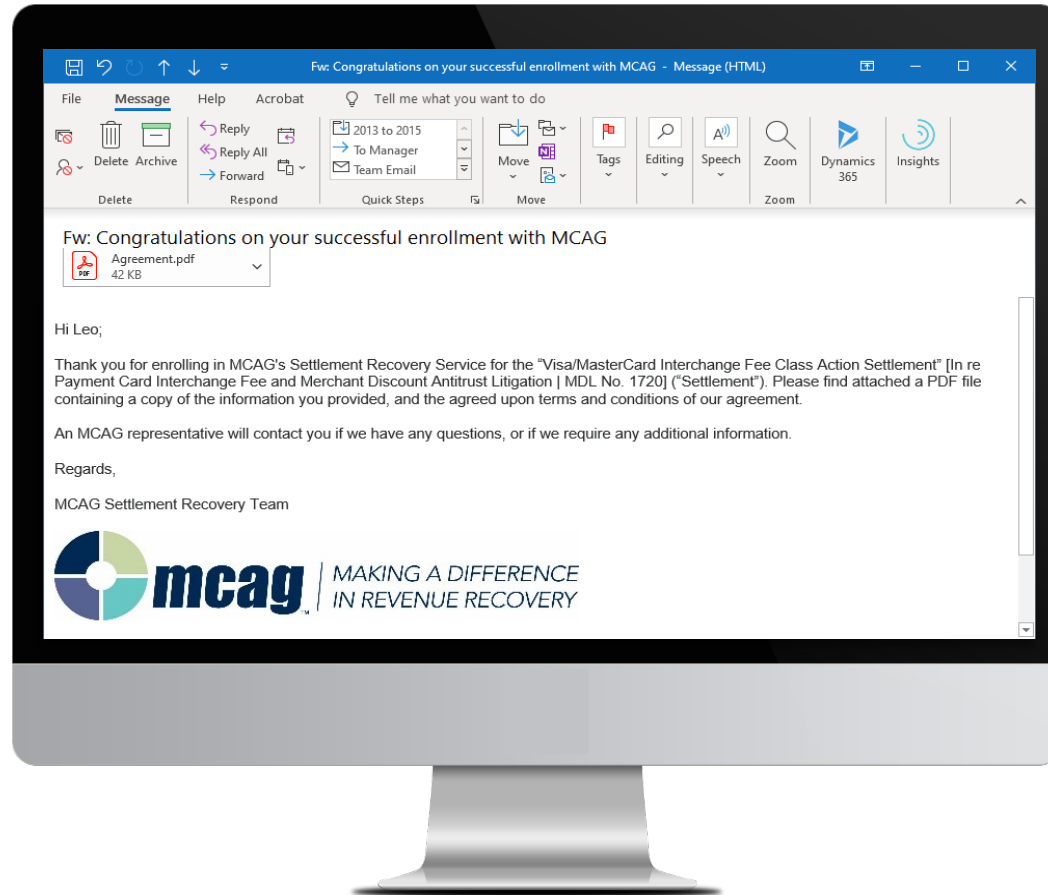 Fw: Congratulations on your successful enrollment with MCAG - Message (HTML)
File Message Help Acrobat Tell me what you want to do
Delete Archive
Reply
Reply All
Forward
2013 to 2015
To Manager
Team Email
Move
Tags
Editing
Speech
Zoom
Dynamics
365
Insights
Delete Respond Quick Steps Move Zoom
Fw: Congratulations on your successful enrollment with MCAG
PDF
Agreement.pdf
42 KB
Hi Leo;
Thank you for enrolling in MCAG's Settlement Recovery Service for the “Visa/MasterCard Interchange Fee Class Action Settlement” [In re
Payment Card Interchange Fee and Merchant Discount Antitrust Litigation | MDL No. 1720] (“Settlement”). Please find attached a PDF file
containing a copy of the information you provided, and the agreed upon terms and conditions of our agreement.
An MCAG representative will contact you if we have any questions, or if we require any additional information.
Regards,
MCAG Settlement Recovery Team
mcag™
MAKING A DIFFERENCE
IN REVENUE RECOVERY